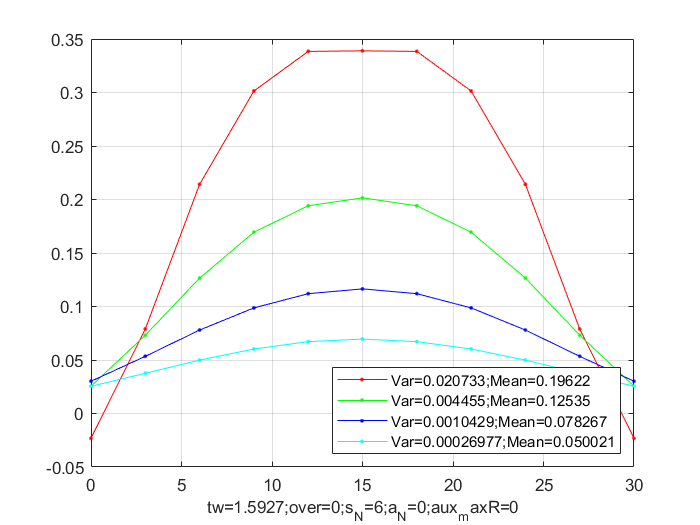 0.35
0.3
0.25
0.2
0.15
0.1
0.05
0
-0.05
Var=0.020733;Mean=0.19622
Var=0.004455;Mean=0.12535
Var=0.0010429;Mean=0.078267
Var=0.00026977;Mean=0.050021
0 5 10 15 20 25 30
tw=1.5927;over=0;s_N=6;a_N=0;aux_maxR=0